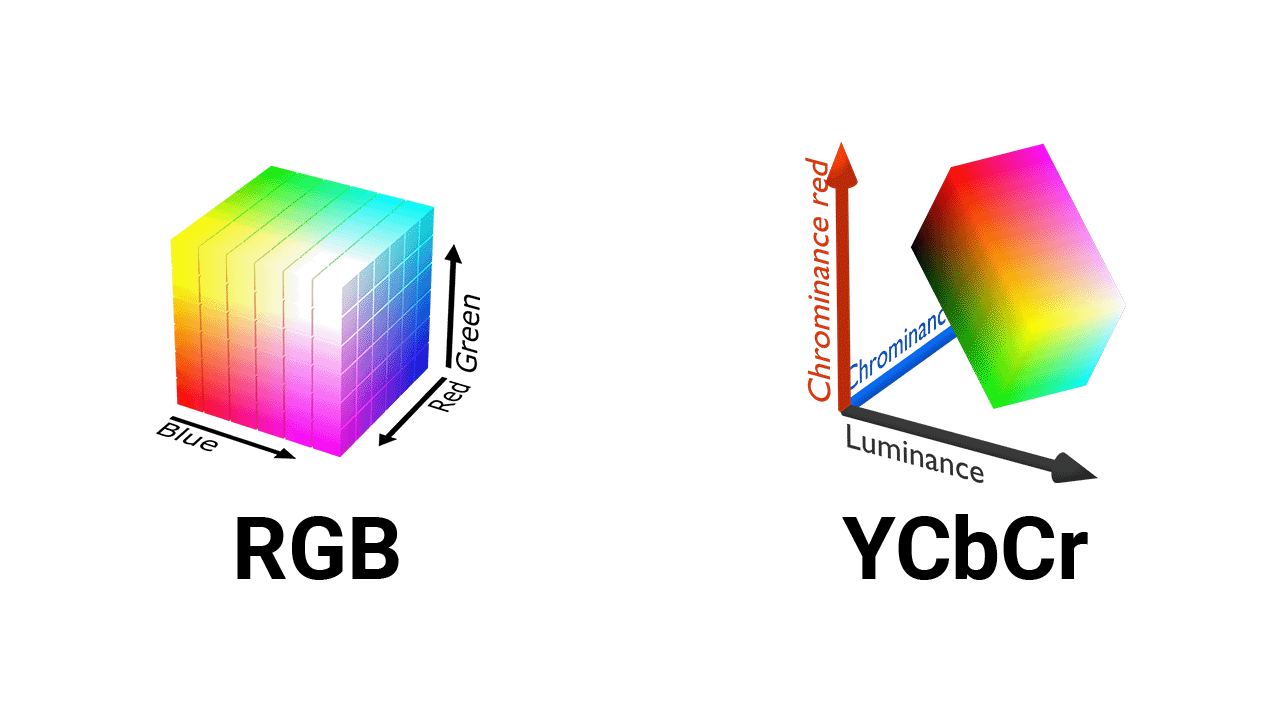 Green
Red
Blue
RGB
Chrominance red
Chrominanc
Luminance
YCbCr